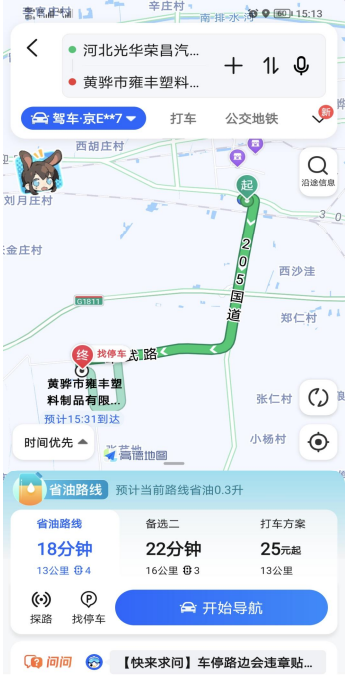 辛庄村
李官庄村
南排水河
60 15:13
河北光华荣昌汽...
黄骅市雍丰塑料...
驾车·京E**7
打车
公交地铁
新
西胡庄村
沿途信息
刘月庄村
起
30
205国道
张金庄村
西沙洼
G1811
郑仁村
终
找停车
武路
黄骅市雍丰塑
料制品有限...
预计15:31到达
张仁村
时间优先
小杨村
高德地图
省油路线
预计当前路线省油0.3升
省油路线
备选二
打车方案
18分钟
22分钟
25元起
13公里 4
16公里 3
13公里
探路
找停车
开始导航
问问
【快来求问】车停路边会违章贴...